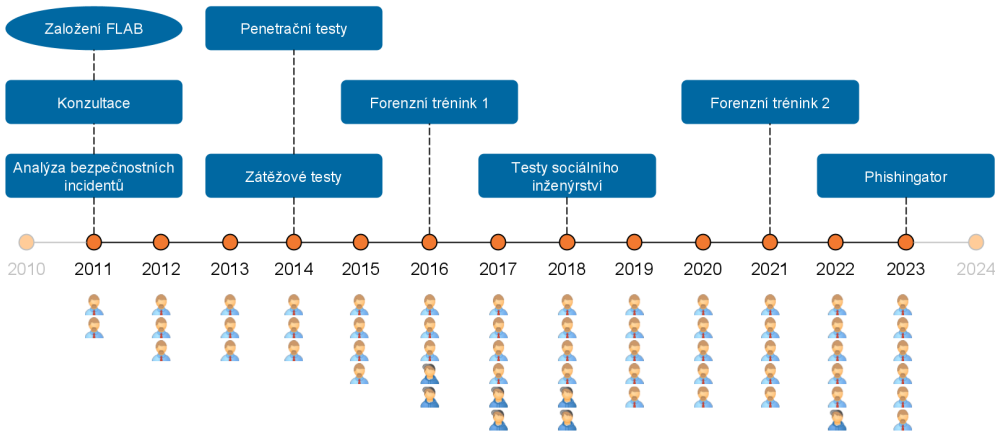 Založení FLAB
Penetrační testy
Konzultace
Forenzní trénink 1
Forenzní trénink 2
Analýza bezpečnostních
incidentů
Zátěžové testy
Testy sociálního
inženýrství
Phishingator
2010 2011 2012 2013 2014 2015 2016 2017 2018 2019 2020 2021 2022 2023 2024